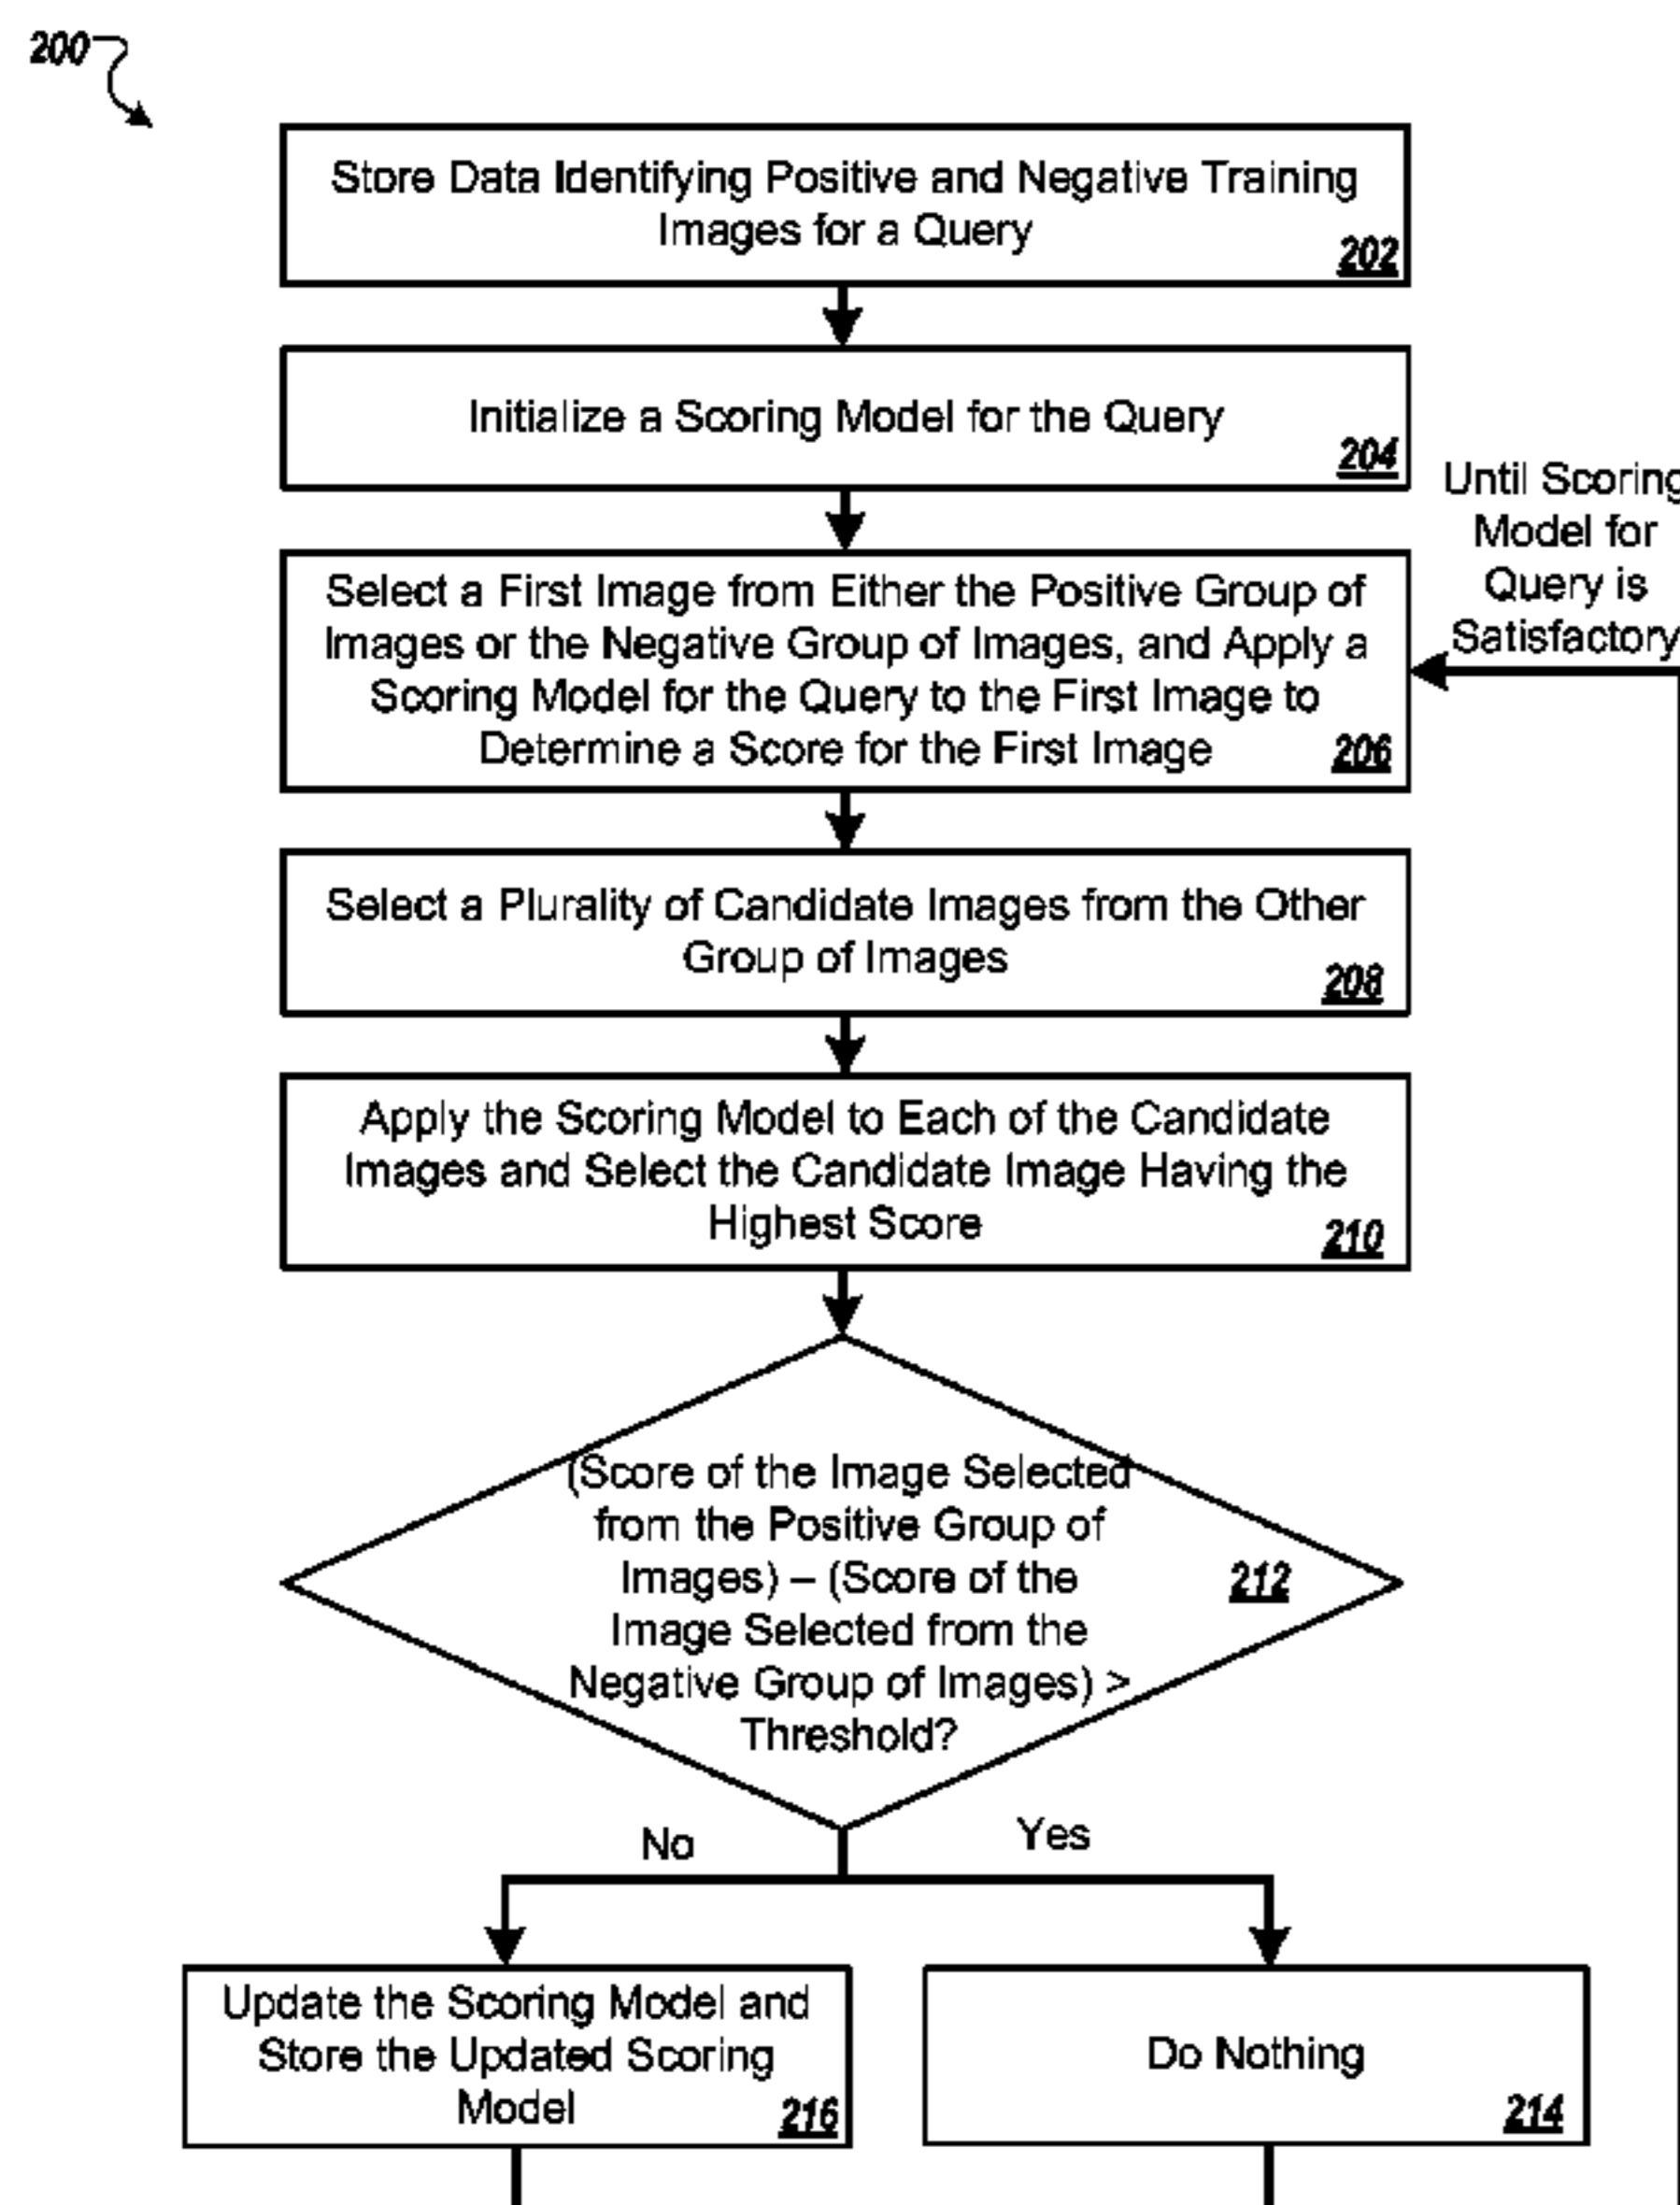 200
Store Data Identifying Positive and Negative Training
Images for a Query
202
Initialize a Scoring Model for the Query
204
Until Scoring
Model for
Query is
Satisfactory
Select a First Image from Either the Positive Group of
Images or the Negative Group of Images, and Apply a
Scoring Model for the Query to the First Image to
Determine a Score for the First Image
206
Select a Plurality of Candidate Images from the Other
Group of Images
208
Apply the Scoring Model to Each of the Candidate
Images and Select the Candidate Image Having the
Highest Score
210
(Score of the Image Selected
from the Positive Group of
Images) – (Score of the
Image Selected from the
Negative Group of Images) >
Threshold?
212
No
Yes
Update the Scoring Model and
Store the Updated Scoring
Model
216
Do Nothing
214